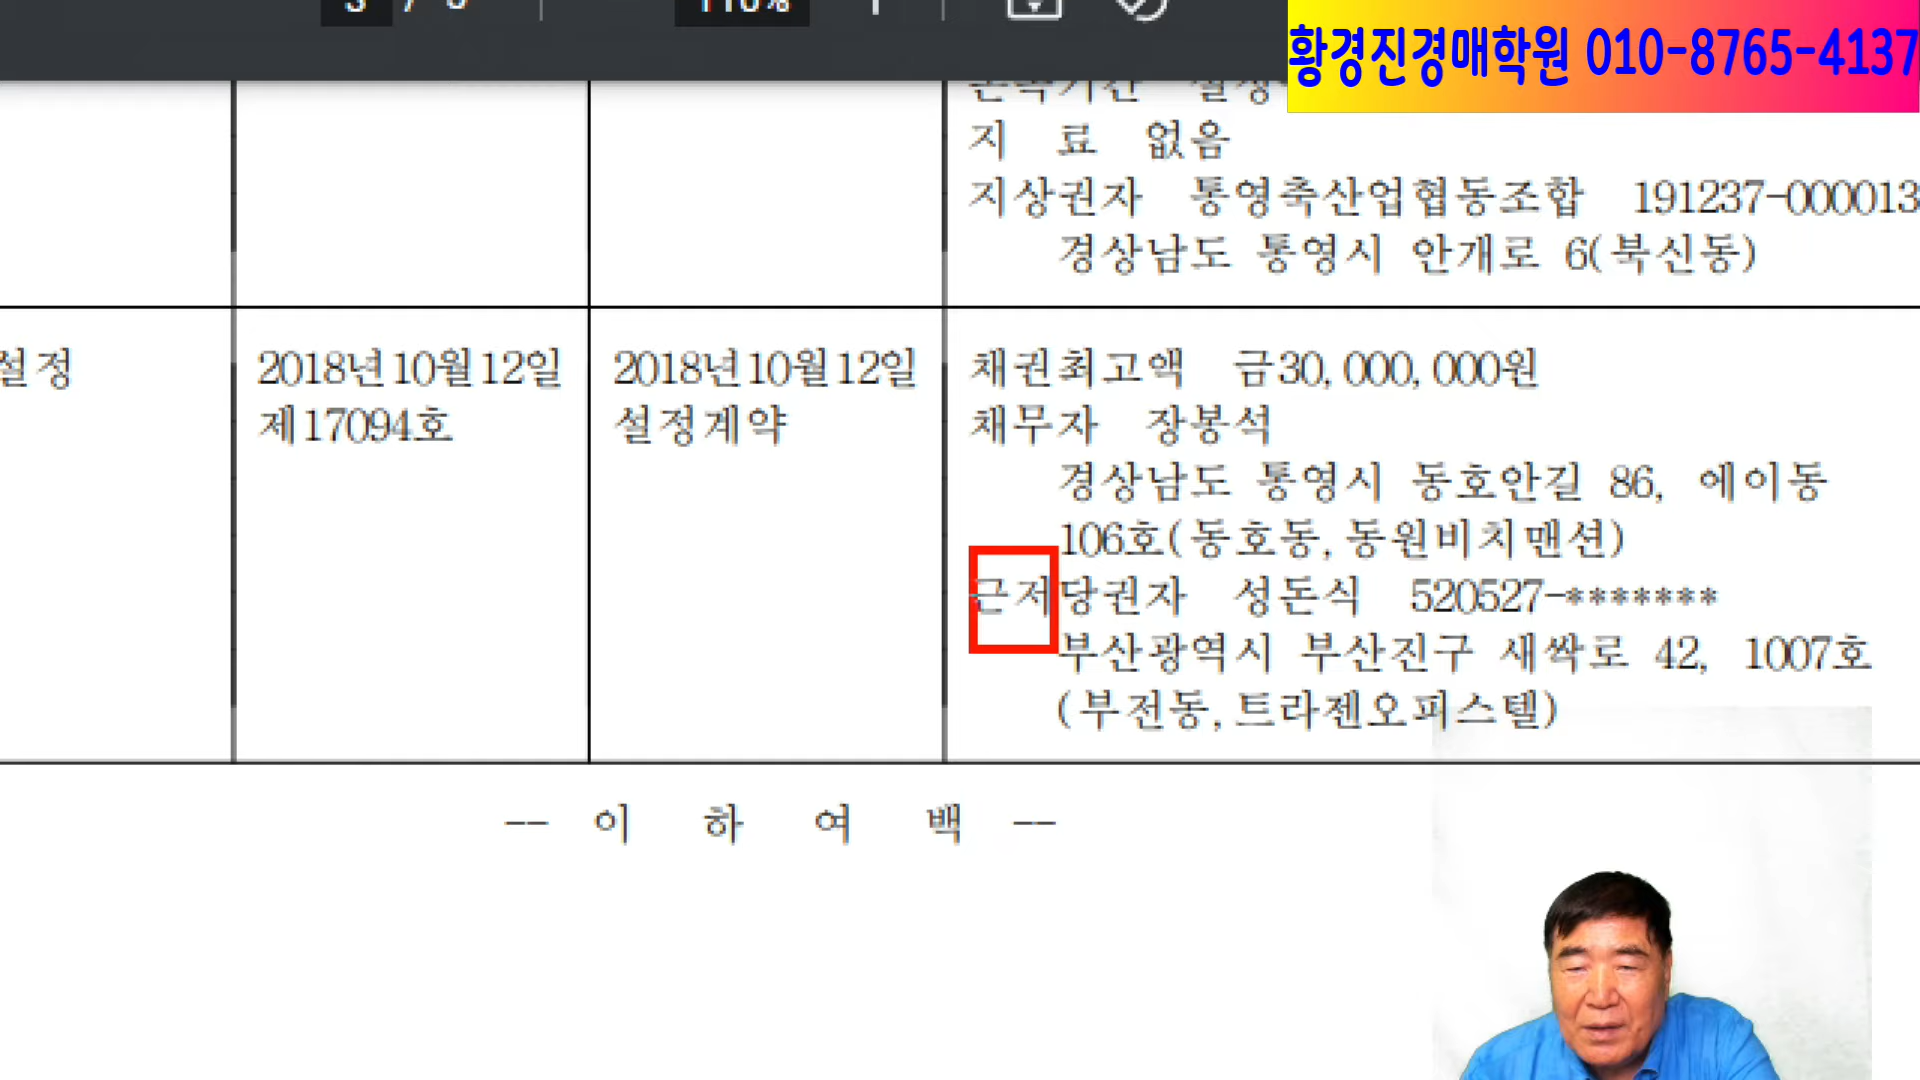 110%
황경진경매학원 010-8765-4137
지 료 없음
지상권자 통영축산업협동조합 191237-000013
경상남도 통영시 안개로 6(북신동)
설정
2018년10월12일
제17094호
2018년10월12일
설정계약
채권최고액 금30,000,000원
채무자 장봉석
경상남도 통영시 동호안길 86, 에이동
106호(동호동,동원비치맨션)
근저당권자 성돈식 520527-*******
부산광역시 부산진구 새싹로 42, 1007호
(부전동,트라젠오피스텔)
-- 이 하 여 백 --